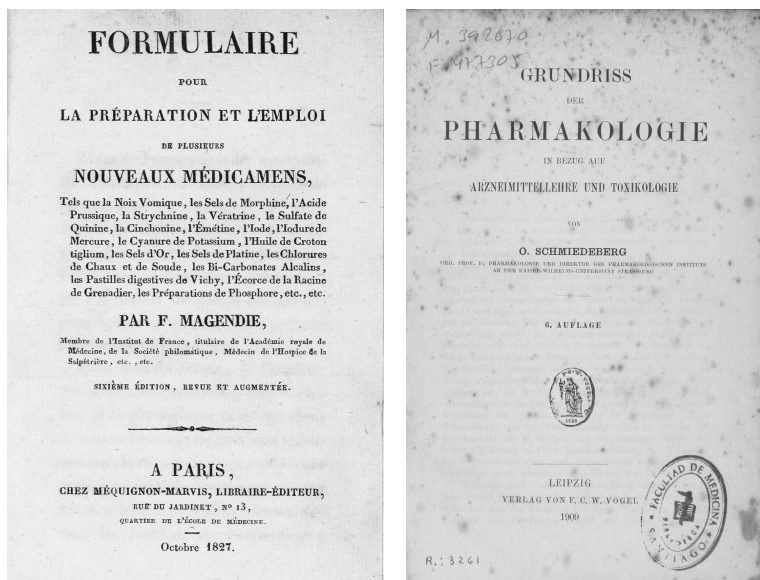 FORMULAIRE
POUR
LA PRÉPARATION ET L'EMPLOI
DE PLUSIEURS
NOUVEAUX MÉDICAMENS,
Tels que la Noix Vomique, les Sels de Morphine, l'Acide
Prussique, la Strychnine, la Vératrine, le Sulfate de
Quinine, la Cinchonine, l'Émétine, l'Iode, l'Iodure de
Mercure, le Cyanure de Potassium, l'Huile de Croton
tiglium, les Sels d'Or, les Sels de Platine, les Chlorures
de Chaux et de Soude, les Bi-Carbonates Alcalins,
les Pastilles digestives de Vichy, l'Écorce de la Racine
de Grenadier, les Préparations de Phosphore, etc., etc.
PAR F. MAGENDIE,
Membre de l'Institut de France, titulaire de l'Académie royale de
Médecine, de la Société philomatique, Médecin de l'Hospice de la
Salpétrière, etc., etc.
SIXIÈME ÉDITION, REVUE ET AUGMENTÉE.
A PARIS,
CHEZ MÉQUIGNON-MARVIS, LIBRAIRE-ÉDITEUR,
RUE DU JARDINET, N° 13,
QUARTIER DE L'ÉCOLE DE MÉDECINE.
Octobre 1827.
M. 392670
F. 477305
GRUNDRISS
DER
PHARMAKOLOGIE
IN BEZUG AUF
ARZNEIMITTELLEHRE UND TOXIKOLOGIE
VON
O. SCHMIEDEBERG
ORD. PROF. D. PHARMAKOLOGIE UND DIREKTOR DES PHARMAKOLOGISCHEN INSTITUTS
AN DER KAISER-WILHELMS-UNIVERSITÄT STRASSBURG
6. AUFLAGE
F.C.W. VOGEL
1730
LEIPZIG
VERLAG VON F. C. W. VOGEL
1909
FACULTAD DE MEDICINA
BIBLIOTECA
SANTIAGO
R.: 3261